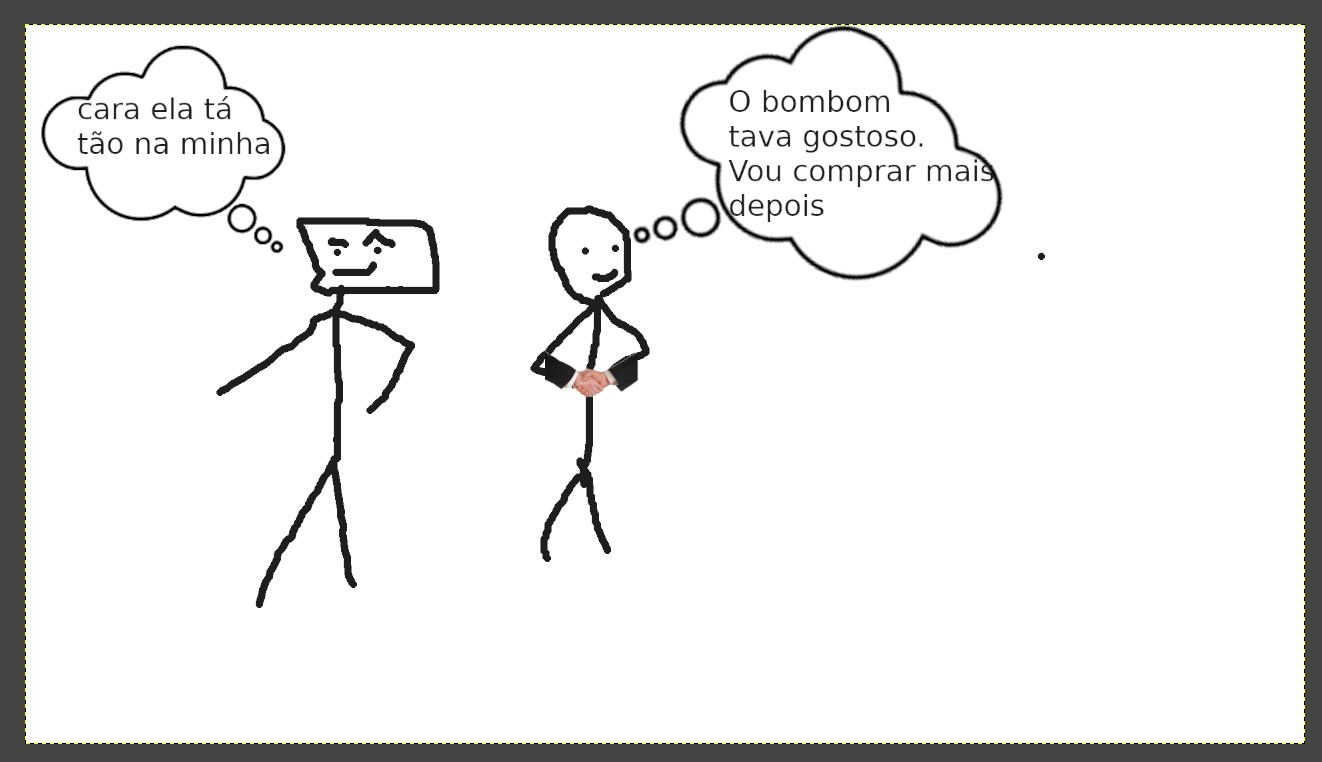 cara ela tá
tão na minha
O bombom
tava gostoso.
Vou comprar mais
depois